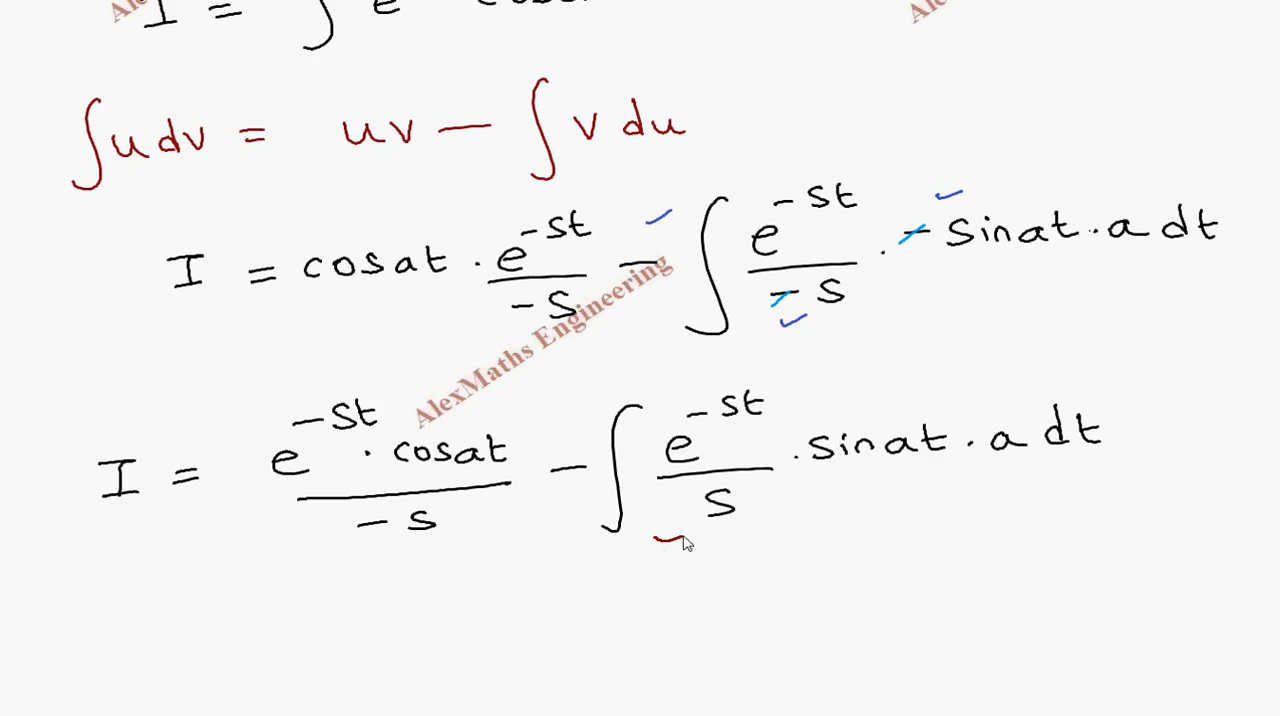 I = ∫ e
∫u dv = uv — ∫ v du
I = cosat . e^-st / -s — ∫ e^-st / -s . - sinat . a dt
AlexMaths Engineering
I = e^-st . cosat / -s — ∫ e^-st / s . sinat . a dt